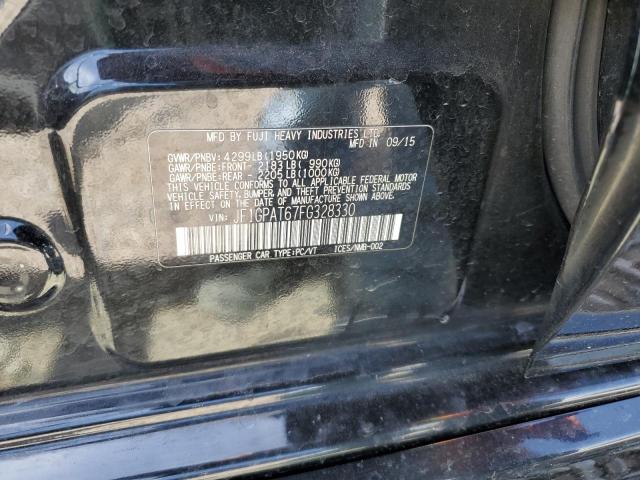 MFD BY FUJI HEAVY INDUSTRIES LTD.
MFD IN 09/15
GVWR/PNBV: 4299LB(1950KG)
GAWR/PNBE:FRONT- 2183LB( 990KG)
GAWR/PNBE:REAR - 2205LB(1000KG)
THIS VEHICLE CONFORMS TO ALL APPLICABLE FEDERAL MOTOR
VEHICLE SAFETY, BUMPER, AND THEFT PREVENTION STANDARDS
IN EFFECT ON THE DATE OF MANUFACTURE SHOWN ABOVE.
VIN: JF1GPAT67FG328330
PASSENGER CAR TYPE:PC/VT ICES/NMB-002